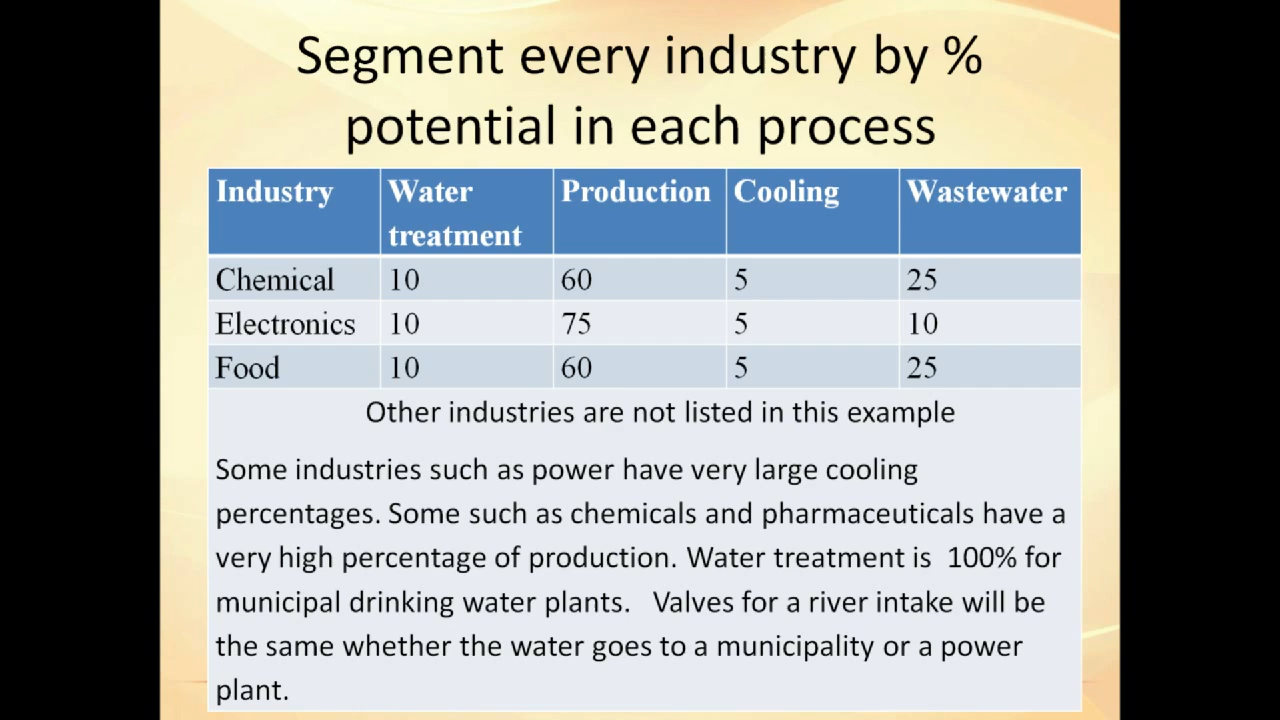 Segment every industry by %
potential in each process
Industry Water treatment Production Cooling Wastewater
Chemical 10 60 5 25
Electronics 10 75 5 10
Food 10 60 5 25
Other industries are not listed in this example
Some industries such as power have very large cooling
percentages. Some such as chemicals and pharmaceuticals have a
very high percentage of production. Water treatment is 100% for
municipal drinking water plants. Valves for a river intake will be
the same whether the water goes to a municipality or a power
plant.